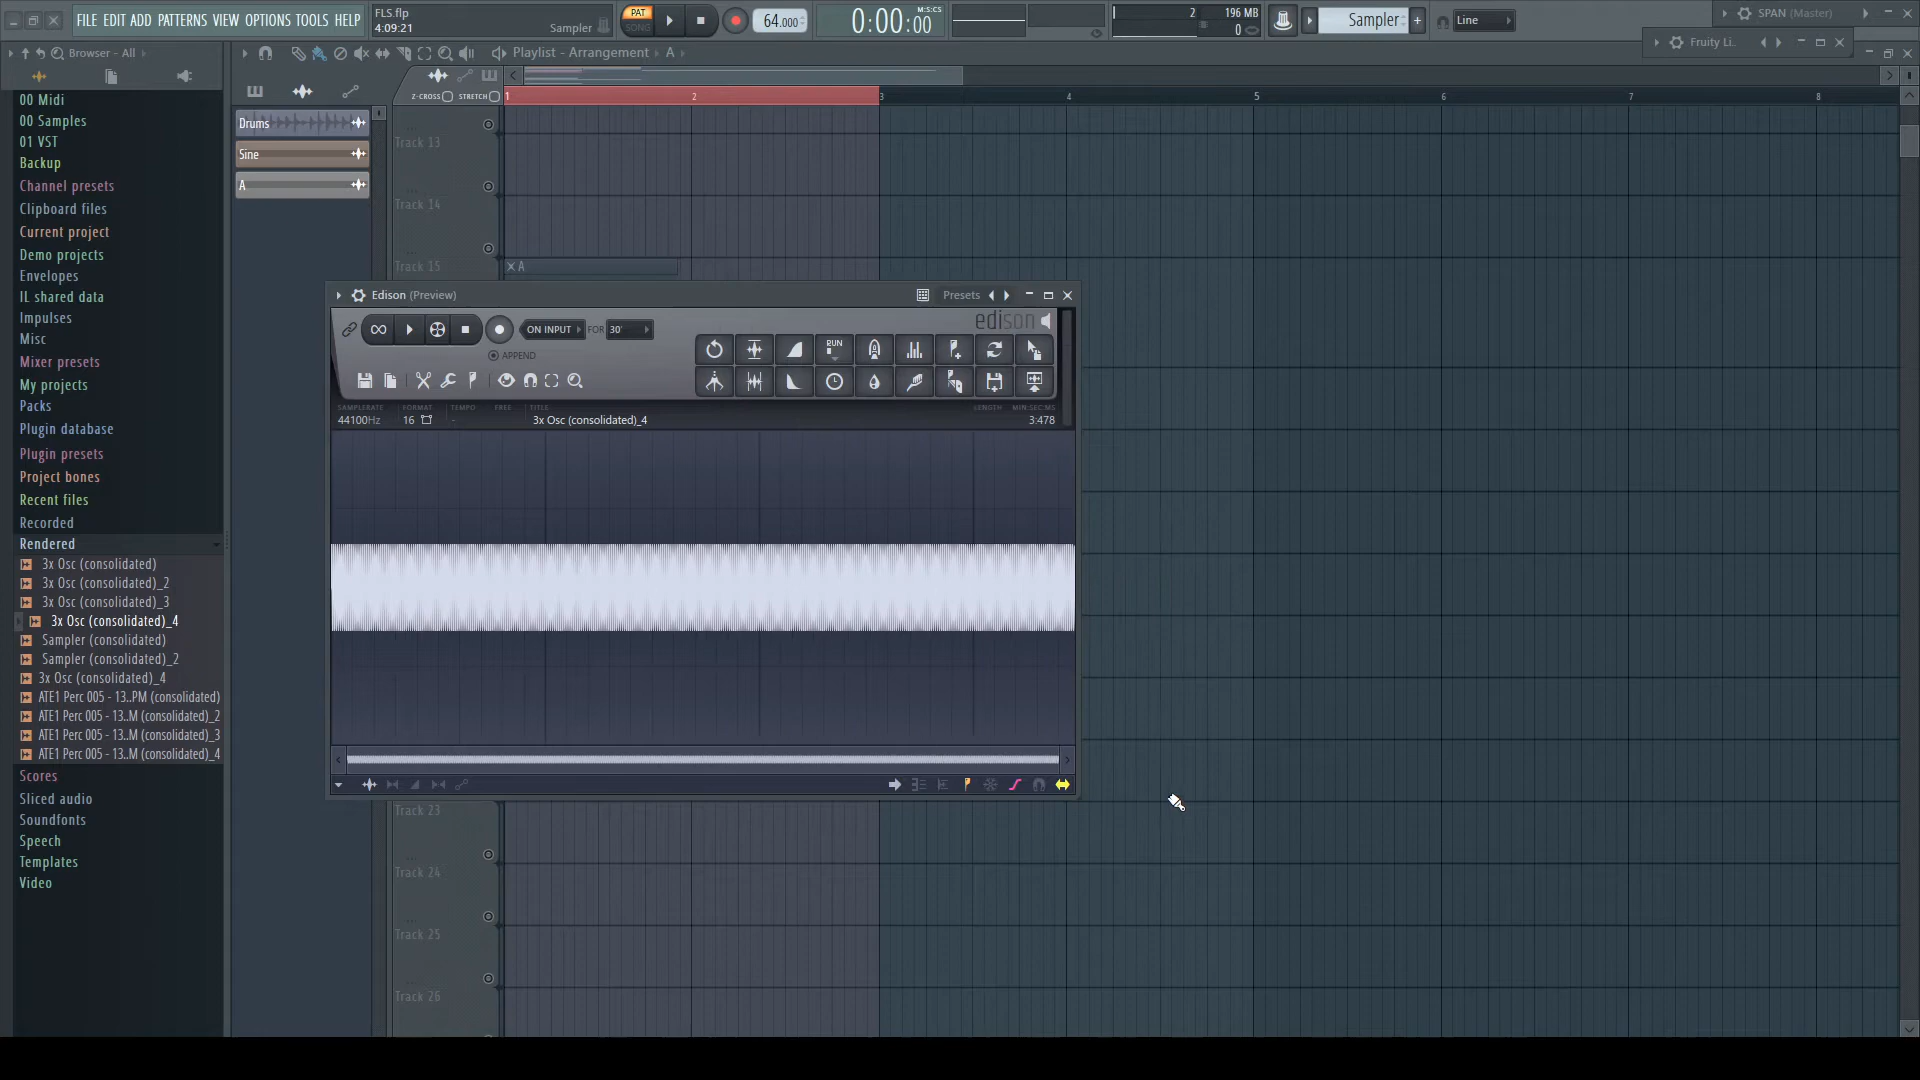 FILE EDIT ADD PATTERNS VIEW OPTIONS TOOLS HELP
FLS.flp
4:09:21
Sampler
PAT
SONG
64.000
0:00:00
M:S:CS
2
196 MB
0
Sampler
Line
SPAN (Master)
Fruity Li..
Browser - All
Playlist - Arrangement
A
Z-CROSS
STRETCH
1
2
3
4
5
6
7
8
00 Midi
00 Samples
01 VST
Backup
Channel presets
Clipboard files
Current project
Demo projects
Envelopes
IL shared data
Impulses
Misc
Mixer presets
My projects
Packs
Plugin database
Plugin presets
Project bones
Recent files
Recorded
Rendered
3x Osc (consolidated)
3x Osc (consolidated)_2
3x Osc (consolidated)_3
3x Osc (consolidated)_4
Sampler (consolidated)
Sampler (consolidated)_2
3x Osc (consolidated)_4
ATE1 Perc 005 - 13..PM (consolidated)
ATE1 Perc 005 - 13..M (consolidated)_2
ATE1 Perc 005 - 13..M (consolidated)_3
ATE1 Perc 005 - 13..M (consolidated)_4
Scores
Sliced audio
Soundfonts
Speech
Templates
Video
Drums
Sine
A
Track 13
Track 14
Track 15
A
Edison (Preview)
Presets
ON INPUT
FOR
30'
edison
APPEND
RUN
SAMPLERATE
FORMAT
TEMPO
FREE
TITLE
LENGTH
MIN:SEC:MS
44100Hz
16
-
3x Osc (consolidated)_4
3:478
Track 23
Track 24
Track 25
Track 26